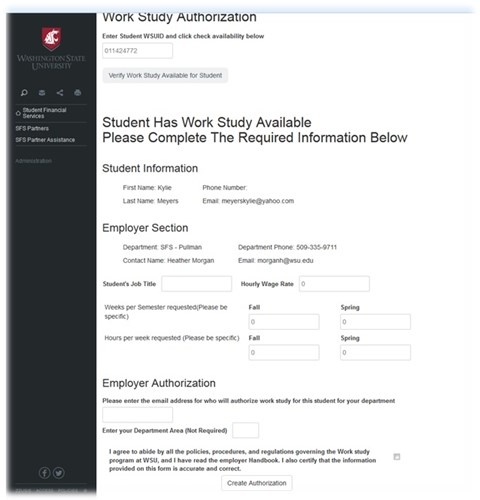 Work Study Authorization
Enter Student WSUID and click check availability below
011424772
Verify Work Study Available for Student
WASHINGTON STATE
UNIVERSITY
Student Financial
Services
SFS Partners
SFS Partner Assistance
Administration
Student Has Work Study Available
Please Complete The Required Information Below
Student Information
First Name: Kylie Phone Number:
Last Name: Meyers Email: meyerskylie@yahoo.com
Employer Section
Department: SFS - Pullman Department Phone: 509-335-9711
Contact Name: Heather Morgan Email: morganh@wsu.edu
Student's Job Title Hourly Wage Rate 0
Weeks per Semester requested(Please be
specific) Fall Spring
0 0
Hours per week requested (Please be specific) Fall Spring
0 0
Employer Authorization
Please enter the email address for who will authorize work study for this student for your department
Enter your Department Area (Not Required)
I agree to abide by all the policies, procedures, and regulations governing the Work study
program at WSU, and I have read the employer Handbook. I also certify that the information
provided on this form is accurate and correct.
Create Authorization